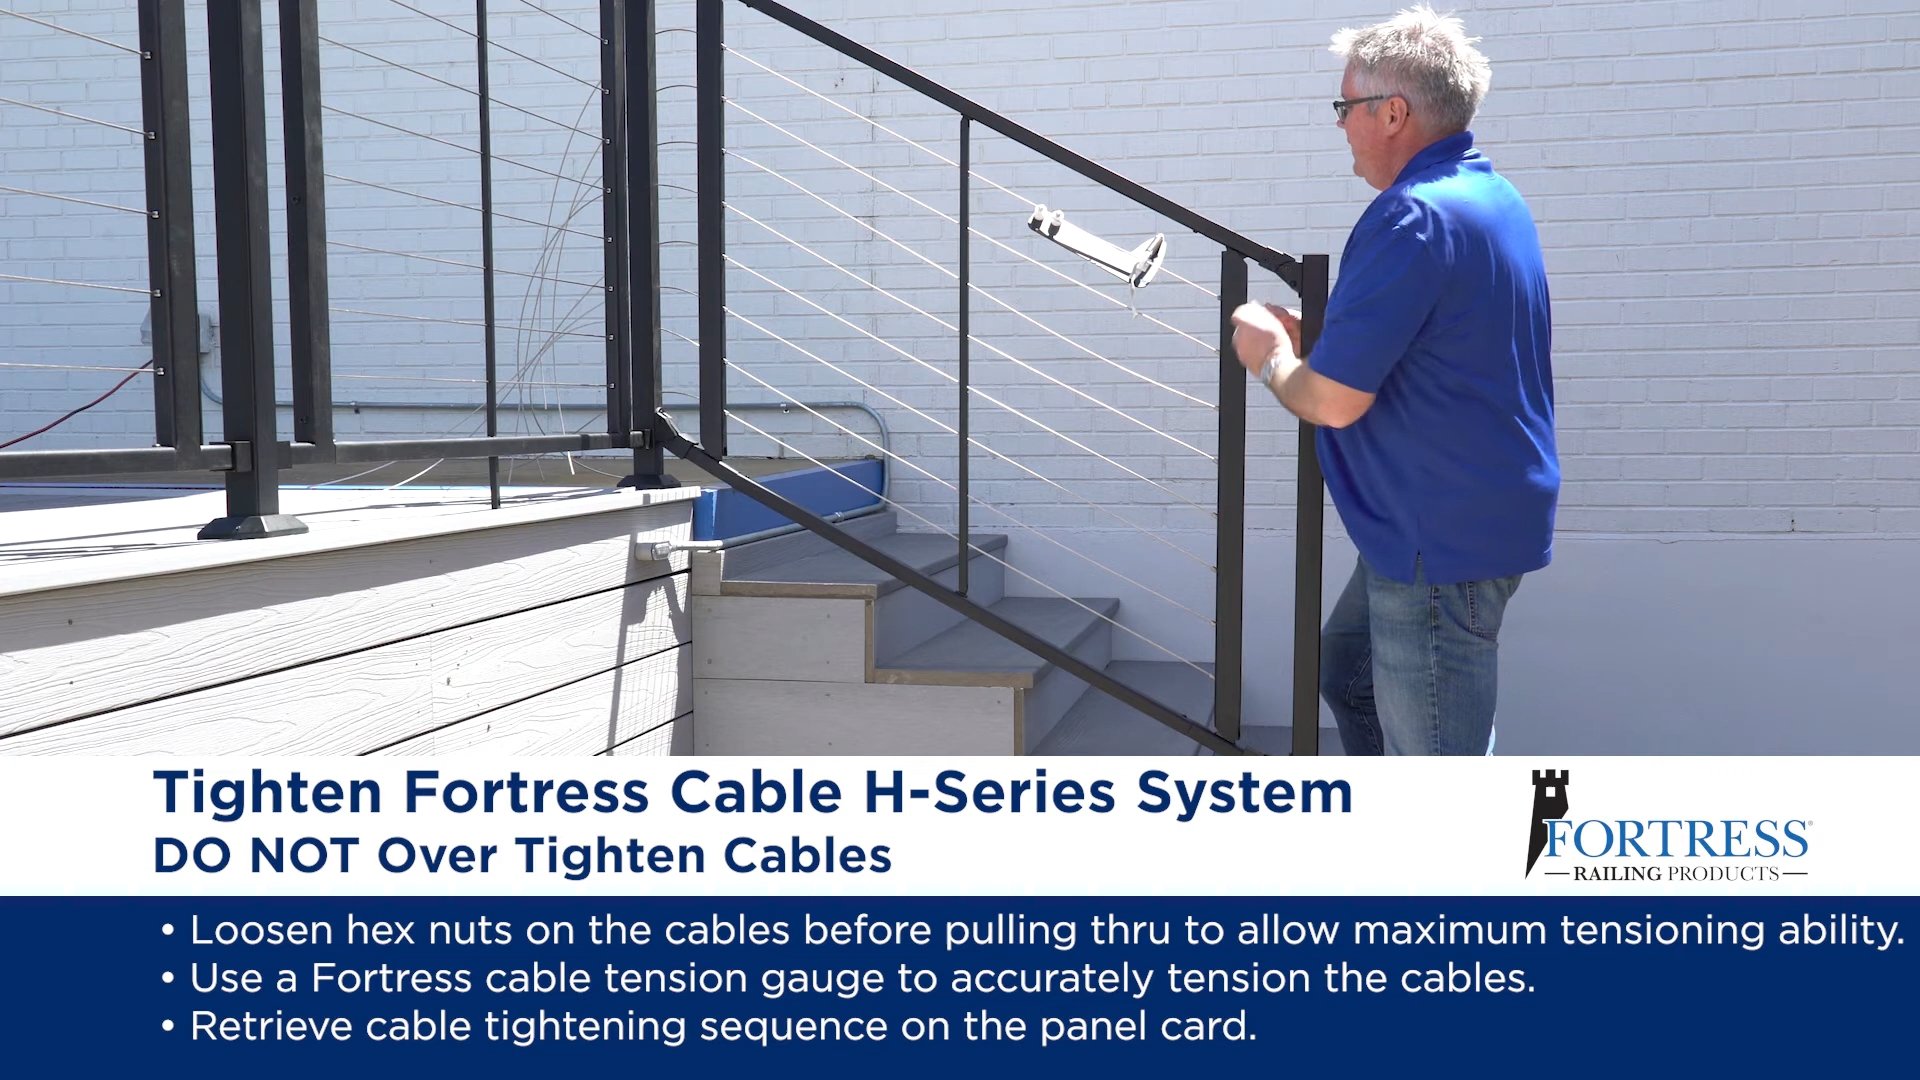 Tighten Fortress Cable H-Series System
DO NOT Over Tighten Cables
FORTRESS®
RAILING PRODUCTS
• Loosen hex nuts on the cables before pulling thru to allow maximum tensioning ability.
• Use a Fortress cable tension gauge to accurately tension the cables.
• Retrieve cable tightening sequence on the panel card.